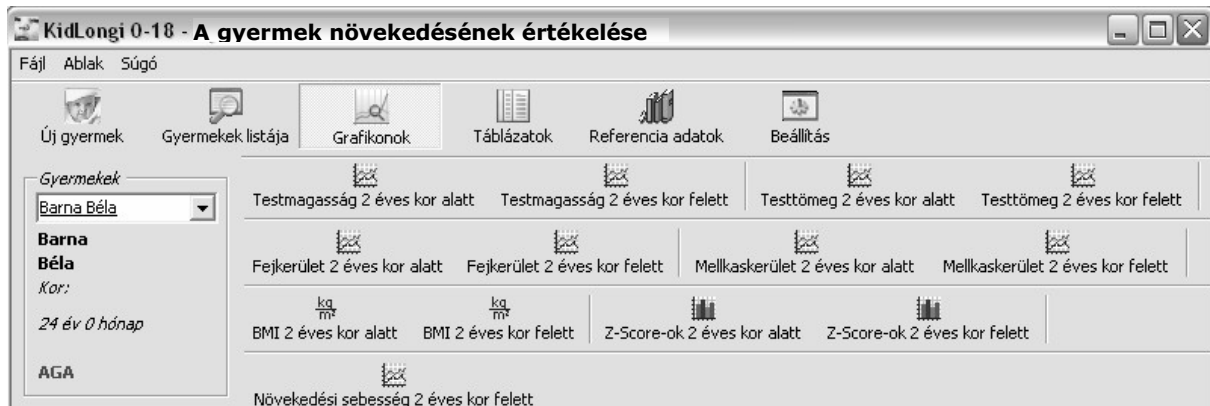 KidLongi 0-18 - A gyermek növekedésének értékelése
Fájl Ablak Súgó
Új gyermek Gyermekek listája Grafikonok Táblázatok Referencia adatok Beállítás
Gyermekek
Barna Béla
Barna
Béla
Kor:
24 év 0 hónap
AGA
Testmagasság 2 éves kor alatt Testmagasság 2 éves kor felett Testtömeg 2 éves kor alatt Testtömeg 2 éves kor felett
Fejkerület 2 éves kor alatt Fejkerület 2 éves kor felett Mellkaskerület 2 éves kor alatt Mellkaskerület 2 éves kor felett
kg/m² kg/m²
BMI 2 éves kor alatt BMI 2 éves kor felett Z-Score-ok 2 éves kor alatt Z-Score-ok 2 éves kor felett
Növekedési sebesség 2 éves kor felett